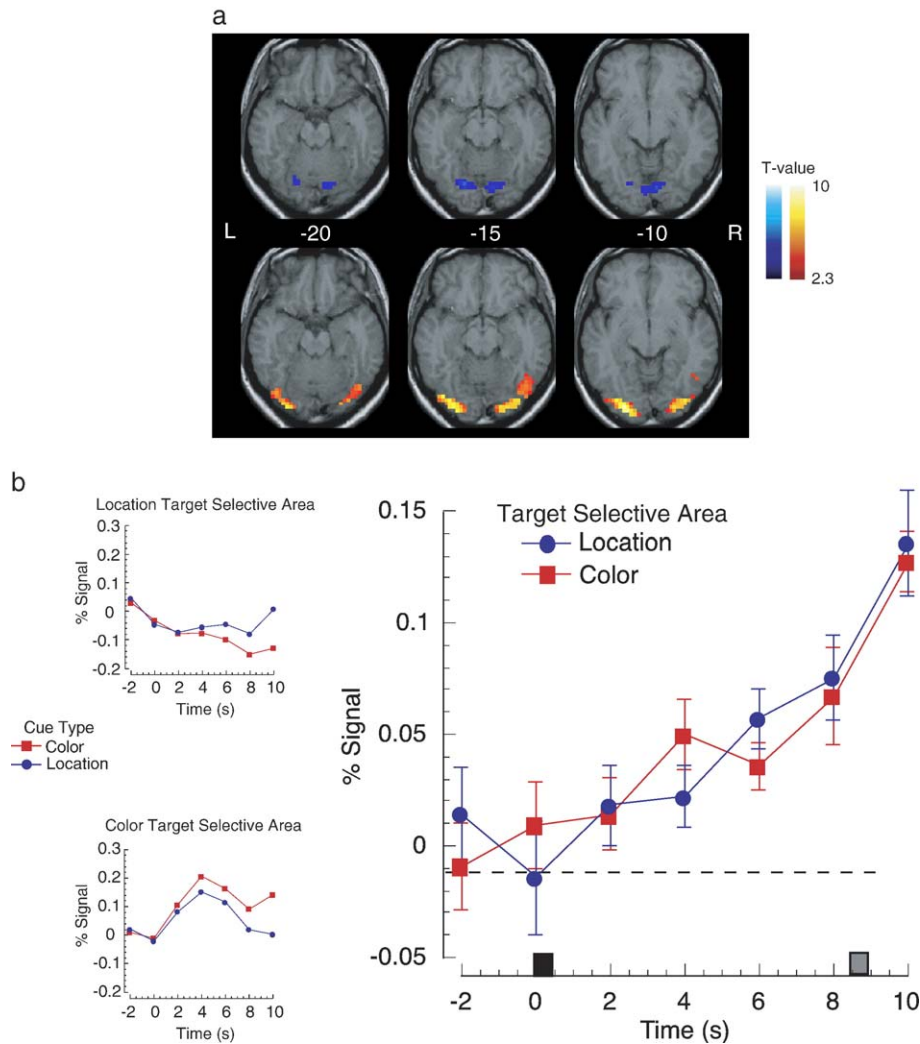 a
T-value
10
2.3
L -20 -15 -10 R
b
Location Target Selective Area
0.3
0.2
0.1
0
-0.1
-0.2
% Signal
-2 0 2 4 6 8 10
Time (s)
Cue Type
Color
Location
Color Target Selective Area
0.3
0.2
0.1
0
-0.1
-0.2
% Signal
-2 0 2 4 6 8 10
Time (s)
Target Selective Area
Location
Color
0.15
0.1
0.05
0
-0.05
% Signal
-2 0 2 4 6 8 10
Time (s)